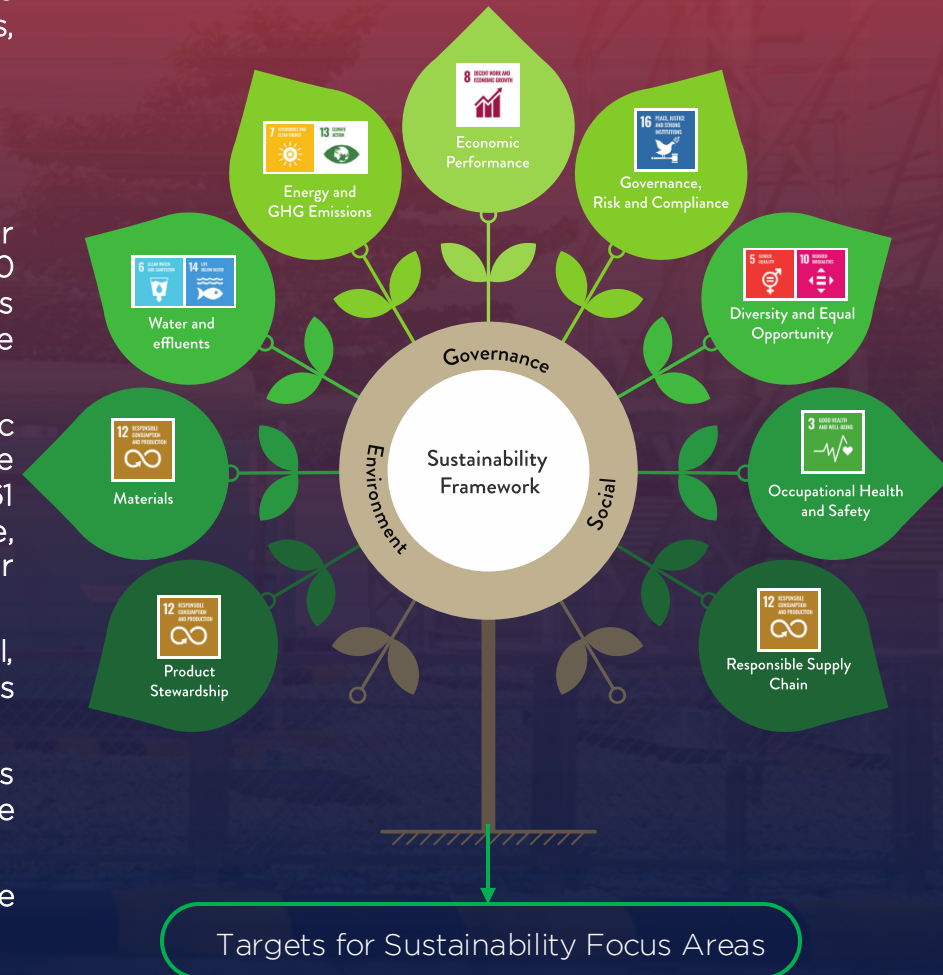 s,
r
0
s
e
c
e
61
e,
r
l,
s
s
e
e
8 DECENT WORK AND
ECONOMIC GROWTH
Economic
Performance
7 AFFORDABLE AND
CLEAN ENERGY
13 CLIMATE
ACTION
Energy and
GHG Emissions
16 PEACE, JUSTICE
AND STRONG
INSTITUTIONS
Governance,
Risk and Compliance
6 CLEAN WATER
AND SANITATION
14 LIFE
BELOW WATER
Water and
effluents
5 GENDER
EQUALITY
10 REDUCED
INEQUALITIES
Diversity and Equal
Opportunity
12 RESPONSIBLE
CONSUMPTION
AND PRODUCTION
Materials
3 GOOD HEALTH
AND WELL-BEING
Occupational Health
and Safety
12 RESPONSIBLE
CONSUMPTION
AND PRODUCTION
Product
Stewardship
12 RESPONSIBLE
CONSUMPTION
AND PRODUCTION
Responsible Supply
Chain
Governance
Environment
Social
Sustainability
Framework
Targets for Sustainability Focus Areas